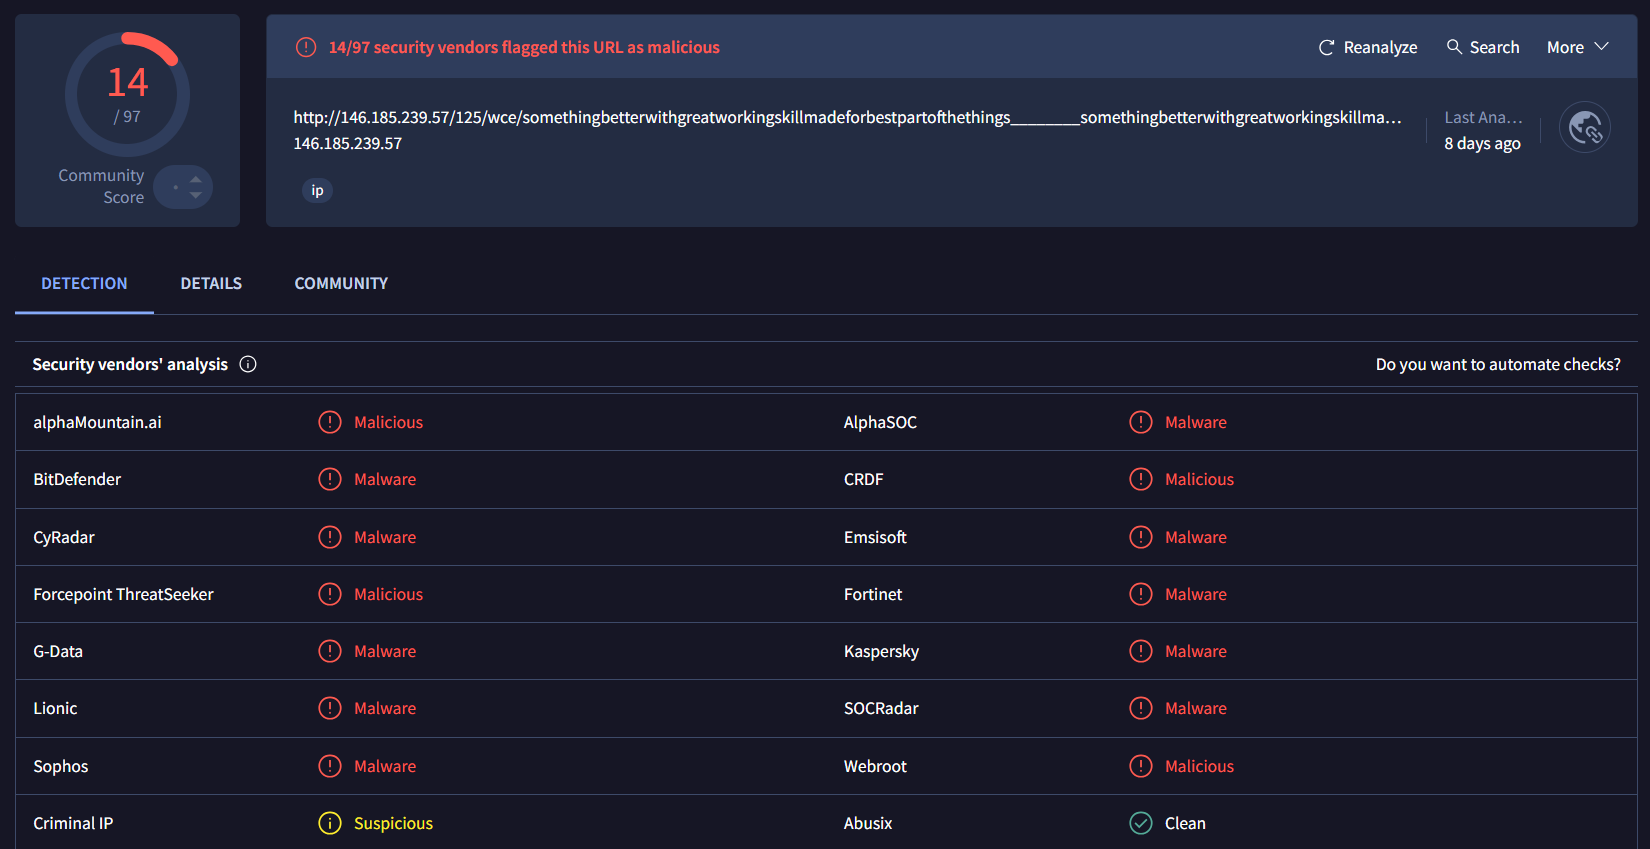 14
/ 97
Community
Score
14/97 security vendors flagged this URL as malicious
Reanalyze
Search
More
http://146.185.239.57/125/wce/somethingbetterwithgreatworkingskillmadeforbestpartofthethings________somethingbetterwithgreatworkingskillma…
146.185.239.57
ip
Last Ana…
8 days ago
DETECTION DETAILS COMMUNITY
Security vendors' analysis
Do you want to automate checks?
alphaMountain.ai Malicious AlphaSOC Malware
BitDefender Malware CRDF Malicious
CyRadar Malware Emsisoft Malware
Forcepoint ThreatSeeker Malicious Fortinet Malware
G-Data Malware Kaspersky Malware
Lionic Malware SOCRadar Malware
Sophos Malware Webroot Malicious
Criminal IP Suspicious Abusix Clean